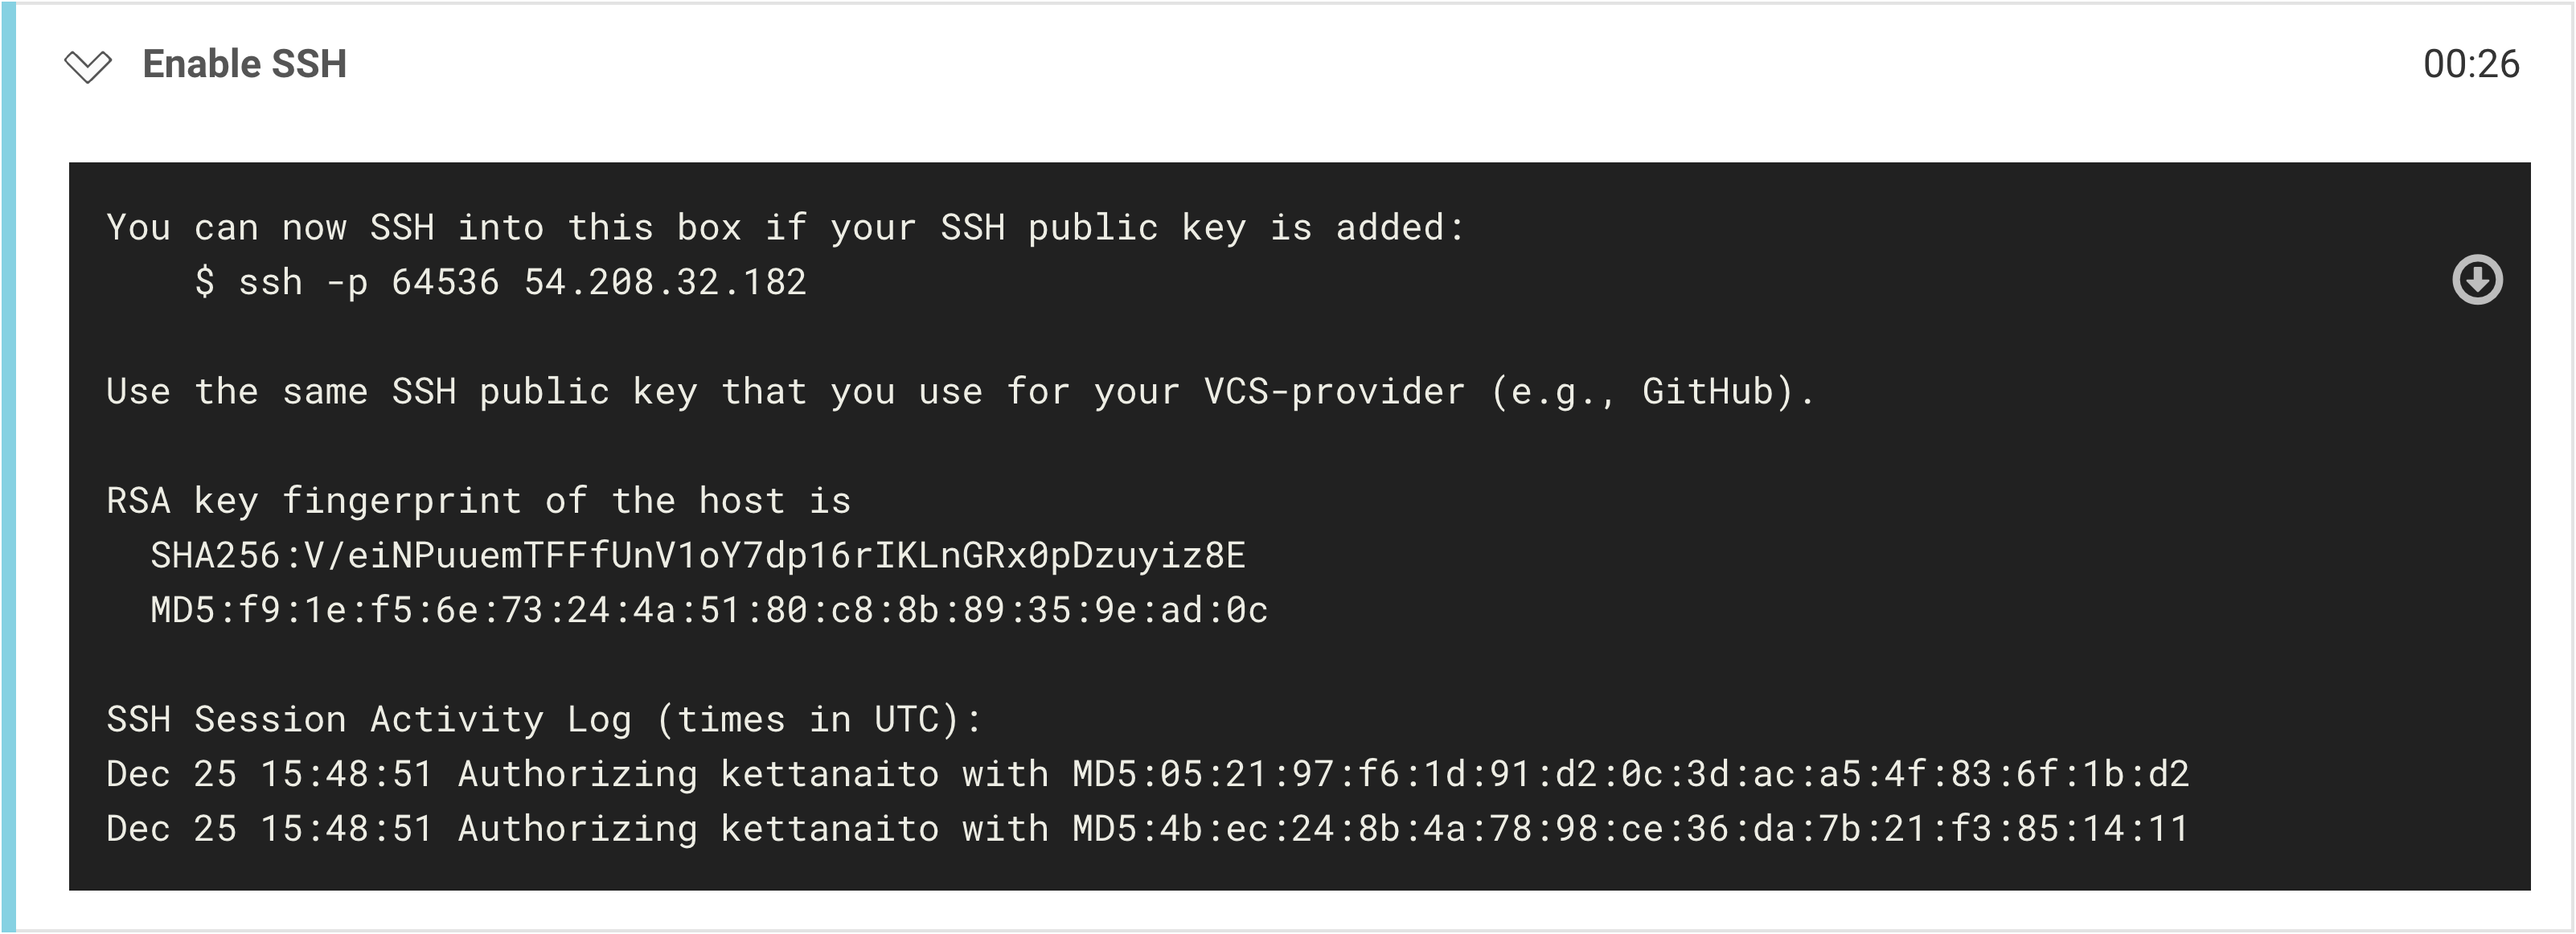 Enable SSH
00:26
You can now SSH into this box if your SSH public key is added:
    $ ssh -p 64536 54.208.32.182
Use the same SSH public key that you use for your VCS-provider (e.g., GitHub).
RSA key fingerprint of the host is
  SHA256:V/eiNPuuemTFFfUnV1oY7dp16rIKLnGRx0pDzuyiz8E
  MD5:f9:1e:f5:6e:73:24:4a:51:80:c8:8b:89:35:9e:ad:0c
SSH Session Activity Log (times in UTC):
Dec 25 15:48:51 Authorizing kettanaito with MD5:05:21:97:f6:1d:91:d2:0c:3d:ac:a5:4f:83:6f:1b:d2
Dec 25 15:48:51 Authorizing kettanaito with MD5:4b:ec:24:8b:4a:78:98:ce:36:da:7b:21:f3:85:14:11